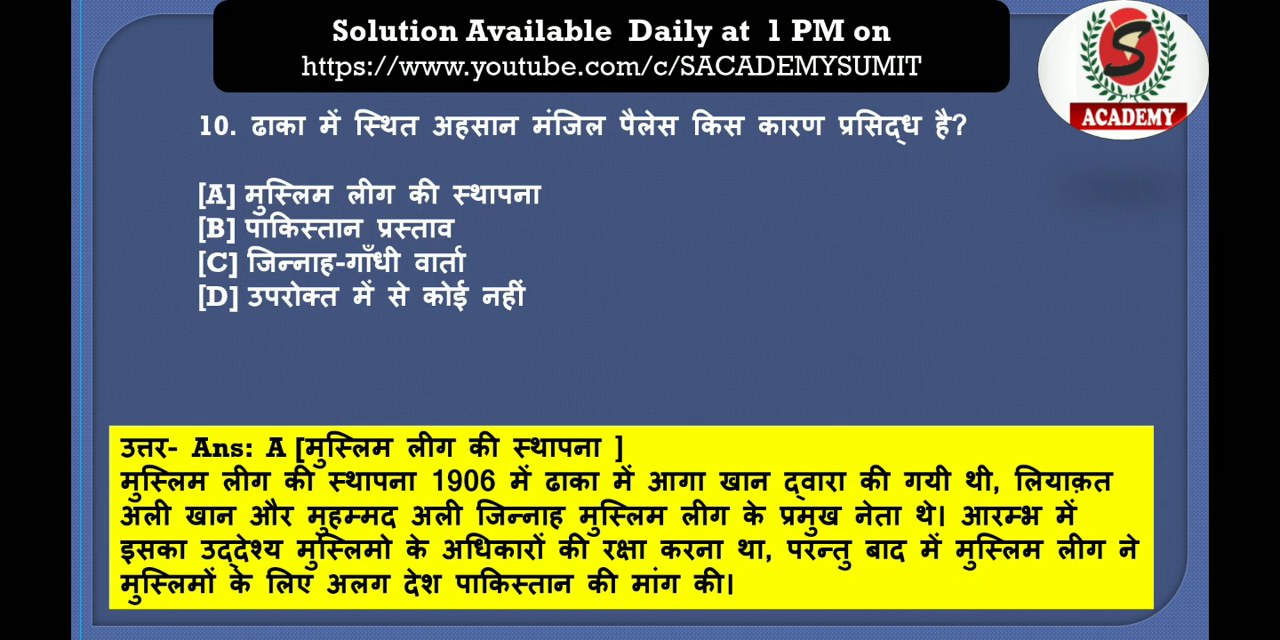 Solution Available Daily at 1 PM on
https://www.youtube.com/c/SACADEMYSUMIT
S
ACADEMY
10. ढाका में स्थित अहसान मंजिल पैलेस किस कारण प्रसिद्ध है?
[A] मुस्लिम लीग की स्थापना
[B] पाकिस्तान प्रस्ताव
[C] जिन्नाह-गाँधी वार्ता
[D] उपरोक्त में से कोई नहीं
उत्तर- Ans: A [मुस्लिम लीग की स्थापना ]
मुस्लिम लीग की स्थापना 1906 में ढाका में आगा खान द्वारा की गयी थी, लियाक़त
अली खान और मुहम्मद अली जिन्नाह मुस्लिम लीग के प्रमुख नेता थे। आरम्भ में
इसका उद्देश्य मुस्लिमो के अधिकारों की रक्षा करना था, परन्तु बाद में मुस्लिम लीग ने
मुस्लिमों के लिए अलग देश पाकिस्तान की मांग की।